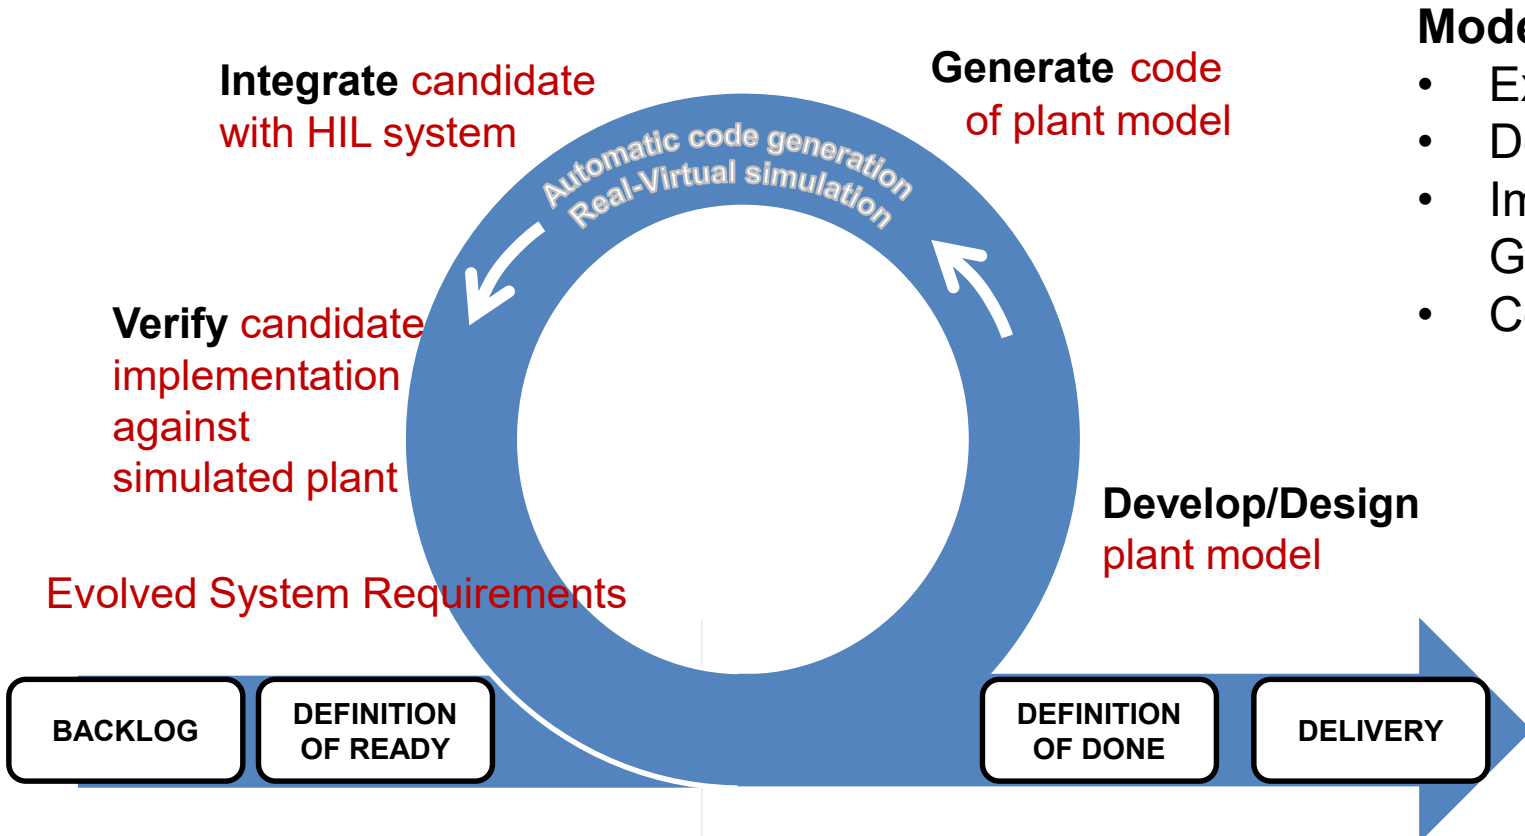 Integrate candidate
with HIL system
Generate code
of plant model
Automatic code generation
Real-Virtual simulation
Verify candidate
implementation
against
simulated plant
Develop/Design
plant model
Evolved System Requirements
BACKLOG
DEFINITION
OF READY
DEFINITION
OF DONE
DELIVERY